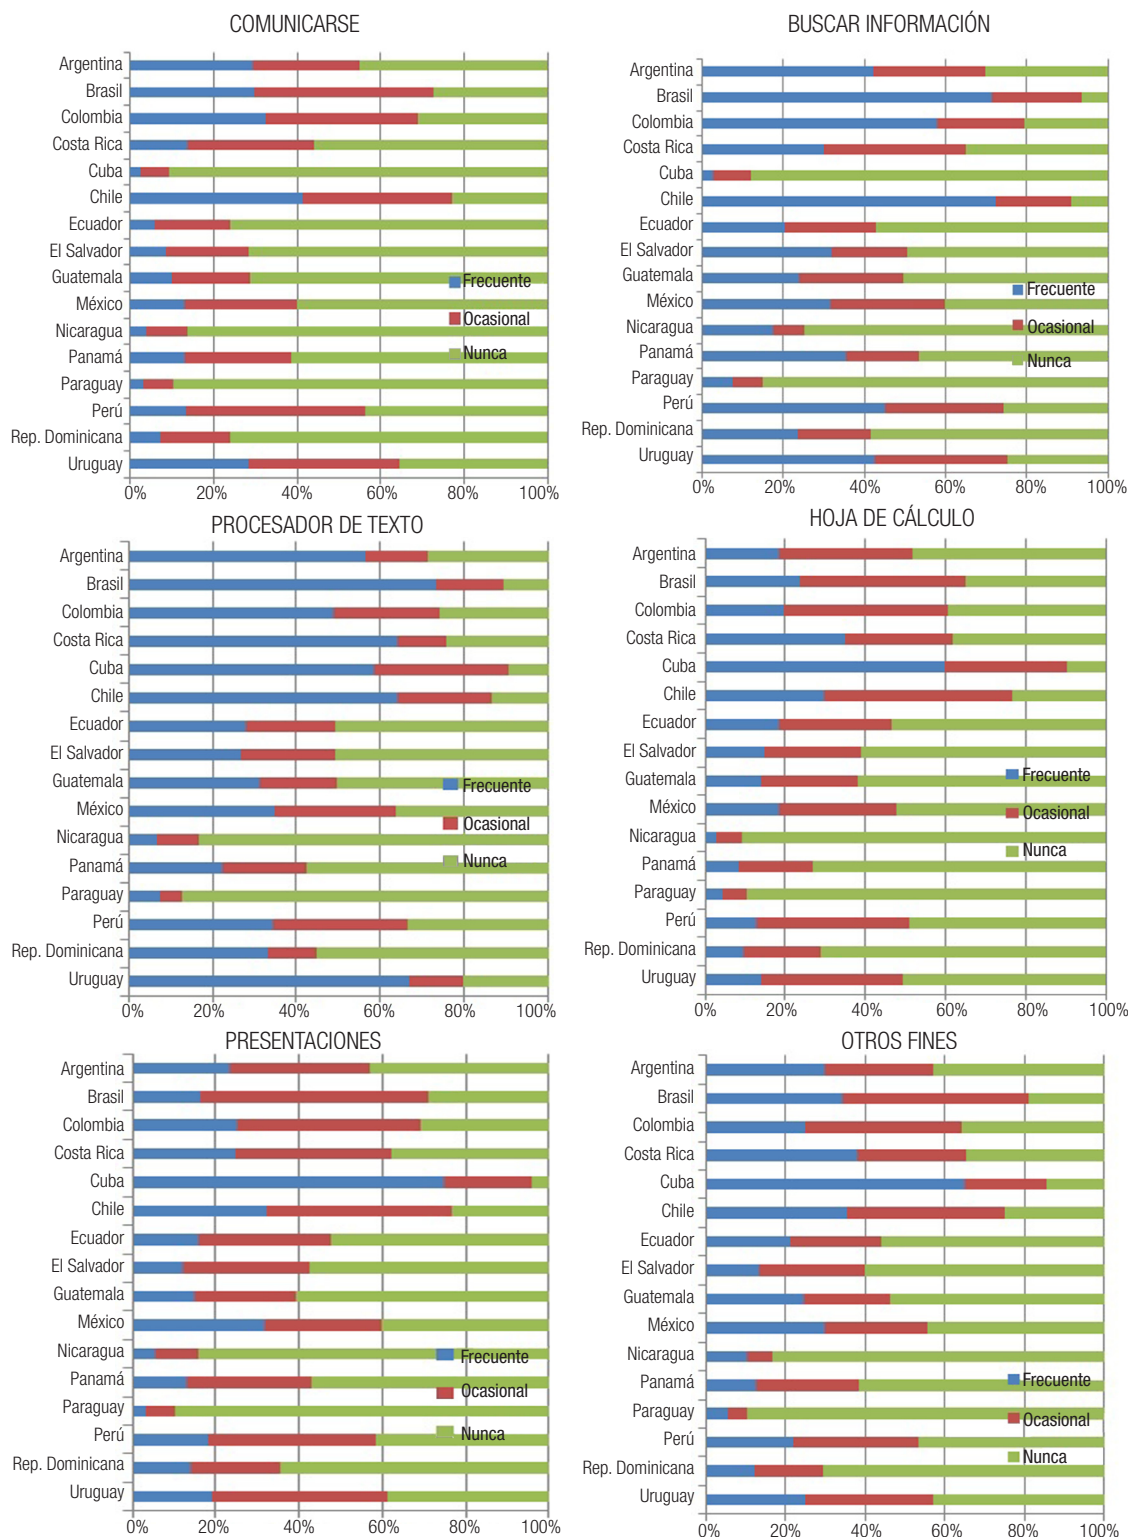 COMUNICARSE
Argentina
Brasil
Colombia
Costa Rica
Cuba
Chile
Ecuador
El Salvador
Guatemala
México
Nicaragua
Panamá
Paraguay
Perú
Rep. Dominicana
Uruguay
Frecuente
Ocasional
Nunca
0% 20% 40% 60% 80% 100%
BUSCAR INFORMACIÓN
Argentina
Brasil
Colombia
Costa Rica
Cuba
Chile
Ecuador
El Salvador
Guatemala
México
Nicaragua
Panamá
Paraguay
Perú
Rep. Dominicana
Uruguay
Frecuente
Ocasional
Nunca
0% 20% 40% 60% 80% 100%
PROCESADOR DE TEXTO
Argentina
Brasil
Colombia
Costa Rica
Cuba
Chile
Ecuador
El Salvador
Guatemala
México
Nicaragua
Panamá
Paraguay
Perú
Rep. Dominicana
Uruguay
Frecuente
Ocasional
Nunca
0% 20% 40% 60% 80% 100%
HOJA DE CÁLCULO
Argentina
Brasil
Colombia
Costa Rica
Cuba
Chile
Ecuador
El Salvador
Guatemala
México
Nicaragua
Panamá
Paraguay
Perú
Rep. Dominicana
Uruguay
Frecuente
Ocasional
Nunca
0% 20% 40% 60% 80% 100%
PRESENTACIONES
Argentina
Brasil
Colombia
Costa Rica
Cuba
Chile
Ecuador
El Salvador
Guatemala
México
Nicaragua
Panamá
Paraguay
Perú
Rep. Dominicana
Uruguay
Frecuente
Ocasional
Nunca
0% 20% 40% 60% 80% 100%
OTROS FINES
Argentina
Brasil
Colombia
Costa Rica
Cuba
Chile
Ecuador
El Salvador
Guatemala
México
Nicaragua
Panamá
Paraguay
Perú
Rep. Dominicana
Uruguay
Frecuente
Ocasional
Nunca
0% 20% 40% 60% 80% 100%